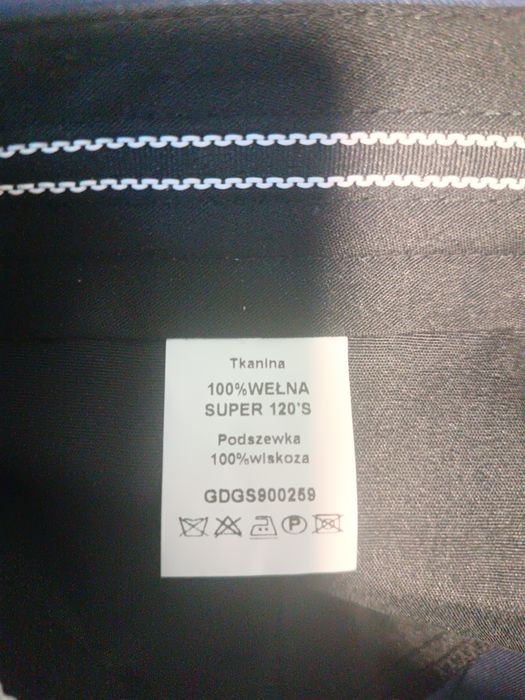 Tkanina
100%WEŁNA
SUPER 120'S
Podszewka
100%wiskoza
GDGS900259
P